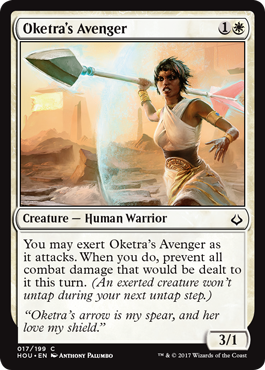 Oketra's Avenger 1
Creature — Human Warrior
You may exert Oketra's Avenger as
it attacks. When you do, prevent all
combat damage that would be dealt to
it this turn. (An exerted creature won't
untap during your next untap step.)
"Oketra's arrow is my spear, and her
love my shield."
3/1
017/199 C
HOU • EN Anthony Palumbo
™ & © 2017 Wizards of the Coast